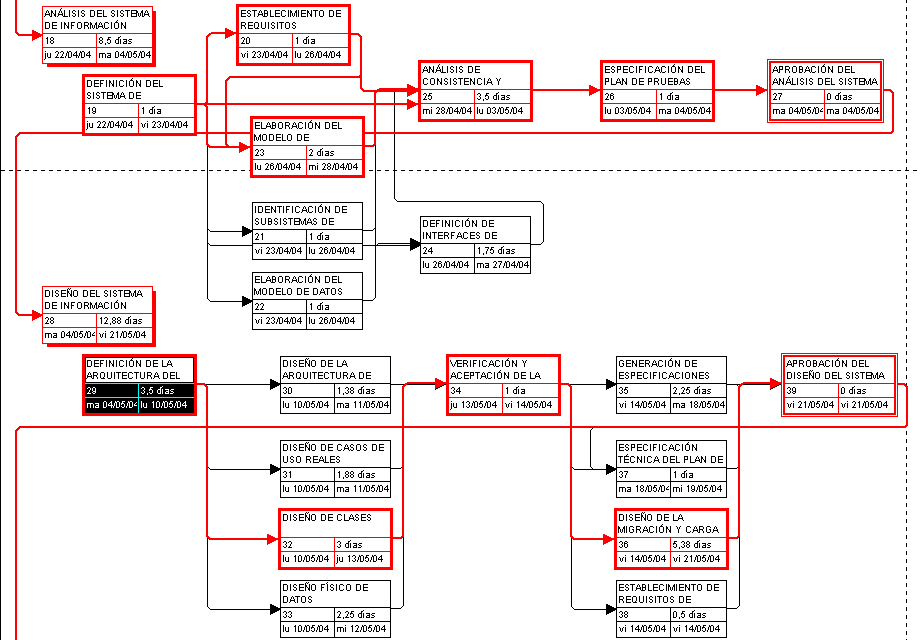 ANÁLISIS DEL SISTEMA
DE INFORMACIÓN
18 8,5 días
ju 22/04/04 ma 04/05/04
ESTABLECIMIENTO DE
REQUISITOS
20 1 día
vi 23/04/04 lu 26/04/04
DEFINICIÓN DEL
SISTEMA DE
19 1 día
ju 22/04/04 vi 23/04/04
ANÁLISIS DE
CONSISTENCIA Y
25 3,5 días
mi 28/04/04 lu 03/05/04
ESPECIFICACIÓN DEL
PLAN DE PRUEBAS
26 1 día
lu 03/05/04 ma 04/05/04
APROBACIÓN DEL
ANÁLISIS DEL SISTEMA
27 0 días
ma 04/05/04 ma 04/05/04
ELABORACIÓN DEL
MODELO DE
23 2 días
lu 26/04/04 mi 28/04/04
IDENTIFICACIÓN DE
SUBSISTEMAS DE
21 1 día
vi 23/04/04 lu 26/04/04
DEFINICIÓN DE
INTERFACES DE
24 1,75 días
lu 26/04/04 ma 27/04/04
ELABORACIÓN DEL
MODELO DE DATOS
22 1 día
vi 23/04/04 lu 26/04/04
DISEÑO DEL SISTEMA
DE INFORMACIÓN
28 12,88 días
ma 04/05/04 vi 21/05/04
DEFINICIÓN DE LA
ARQUITECTURA DEL
29 3,5 días
ma 04/05/04 lu 10/05/04
DISEÑO DE LA
ARQUITECTURA DE
30 1,38 días
lu 10/05/04 ma 11/05/04
VERIFICACIÓN Y
ACEPTACIÓN DE LA
34 1 día
ju 13/05/04 vi 14/05/04
GENERACIÓN DE
ESPECIFICACIONES
35 2,25 días
vi 14/05/04 ma 18/05/04
APROBACIÓN DEL
DISEÑO DEL SISTEMA
39 0 días
vi 21/05/04 vi 21/05/04
DISEÑO DE CASOS DE
USO REALES
31 1,88 días
lu 10/05/04 ma 11/05/04
ESPECIFICACIÓN
TÉCNICA DEL PLAN DE
37 1 día
ma 18/05/04 mi 19/05/04
DISEÑO DE CLASES
32 3 días
lu 10/05/04 ju 13/05/04
DISEÑO DE LA
MIGRACIÓN Y CARGA
36 5,38 días
vi 14/05/04 vi 21/05/04
DISEÑO FÍSICO DE
DATOS
33 2,25 días
lu 10/05/04 mi 12/05/04
ESTABLECIMIENTO DE
REQUISITOS DE
38 0,5 días
vi 14/05/04 vi 14/05/04